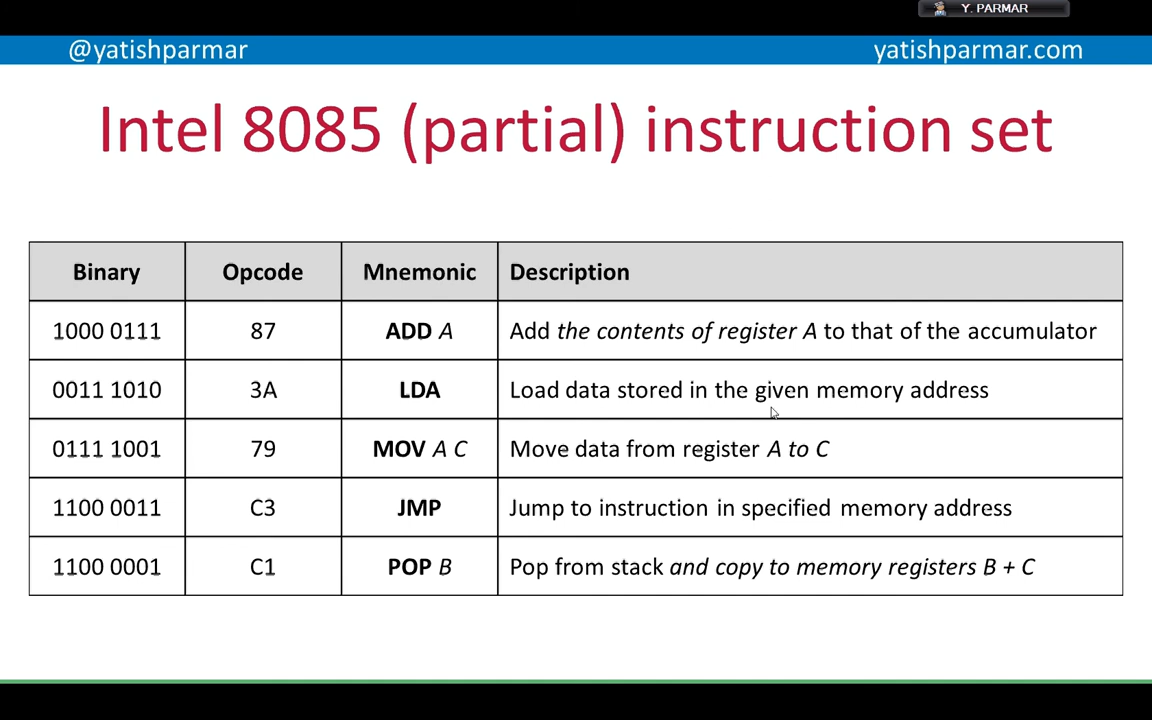 Y. PARMAR
@yatishparmar yatishparmar.com
Intel 8085 (partial) instruction set
Binary Opcode Mnemonic Description
1000 0111 87 ADD A Add the contents of register A to that of the accumulator
0011 1010 3A LDA Load data stored in the given memory address
0111 1001 79 MOV A C Move data from register A to C
1100 0011 C3 JMP Jump to instruction in specified memory address
1100 0001 C1 POP B Pop from stack and copy to memory registers B + C